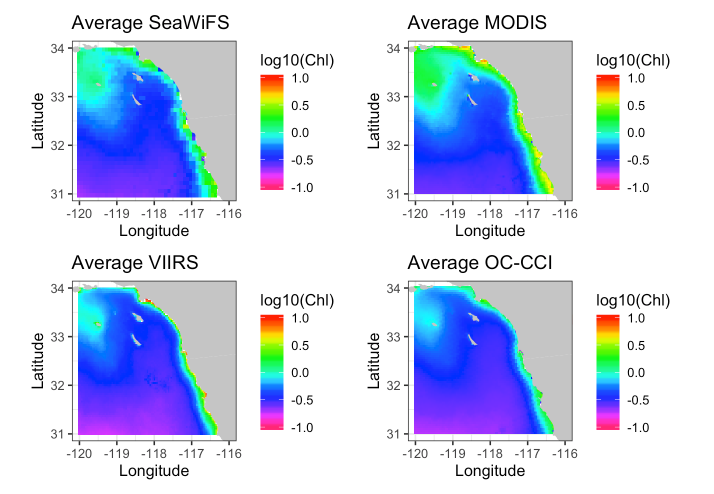 Average SeaWiFS
Latitude
34
33
32
31
-120 -119 -118 -117 -116
Longitude
log10(Chl)
1.0
0.5
0.0
-0.5
-1.0
Average MODIS
Latitude
34
33
32
31
-120 -119 -118 -117 -116
Longitude
log10(Chl)
1.0
0.5
0.0
-0.5
-1.0
Average VIIRS
Latitude
34
33
32
31
-120 -119 -118 -117 -116
Longitude
log10(Chl)
1.0
0.5
0.0
-0.5
-1.0
Average OC-CCI
Latitude
34
33
32
31
-120 -119 -118 -117 -116
Longitude
log10(Chl)
1.0
0.5
0.0
-0.5
-1.0